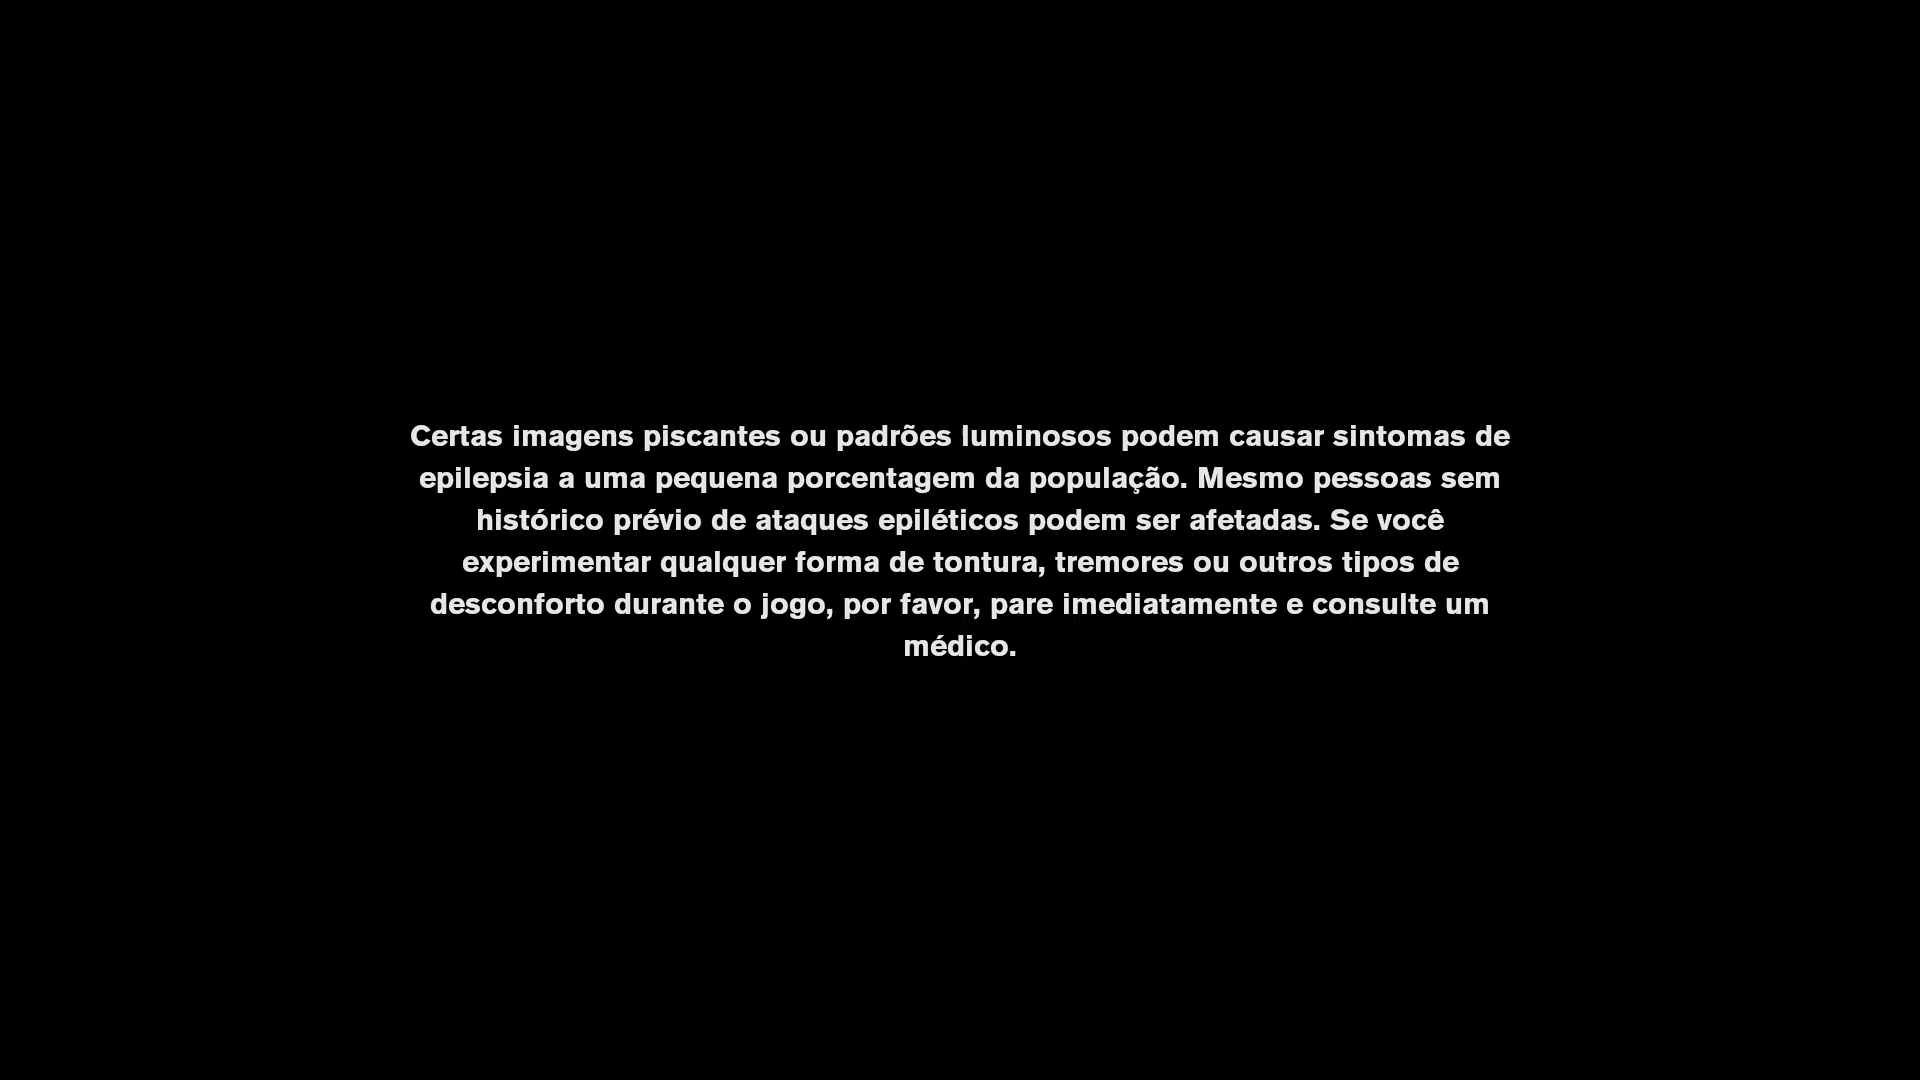 Certas imagens piscantes ou padrões luminosos podem causar sintomas de
epilepsia a uma pequena porcentagem da população. Mesmo pessoas sem
histórico prévio de ataques epiléticos podem ser afetadas. Se você
experimentar qualquer forma de tontura, tremores ou outros tipos de
desconforto durante o jogo, por favor, pare imediatamente e consulte um
médico.